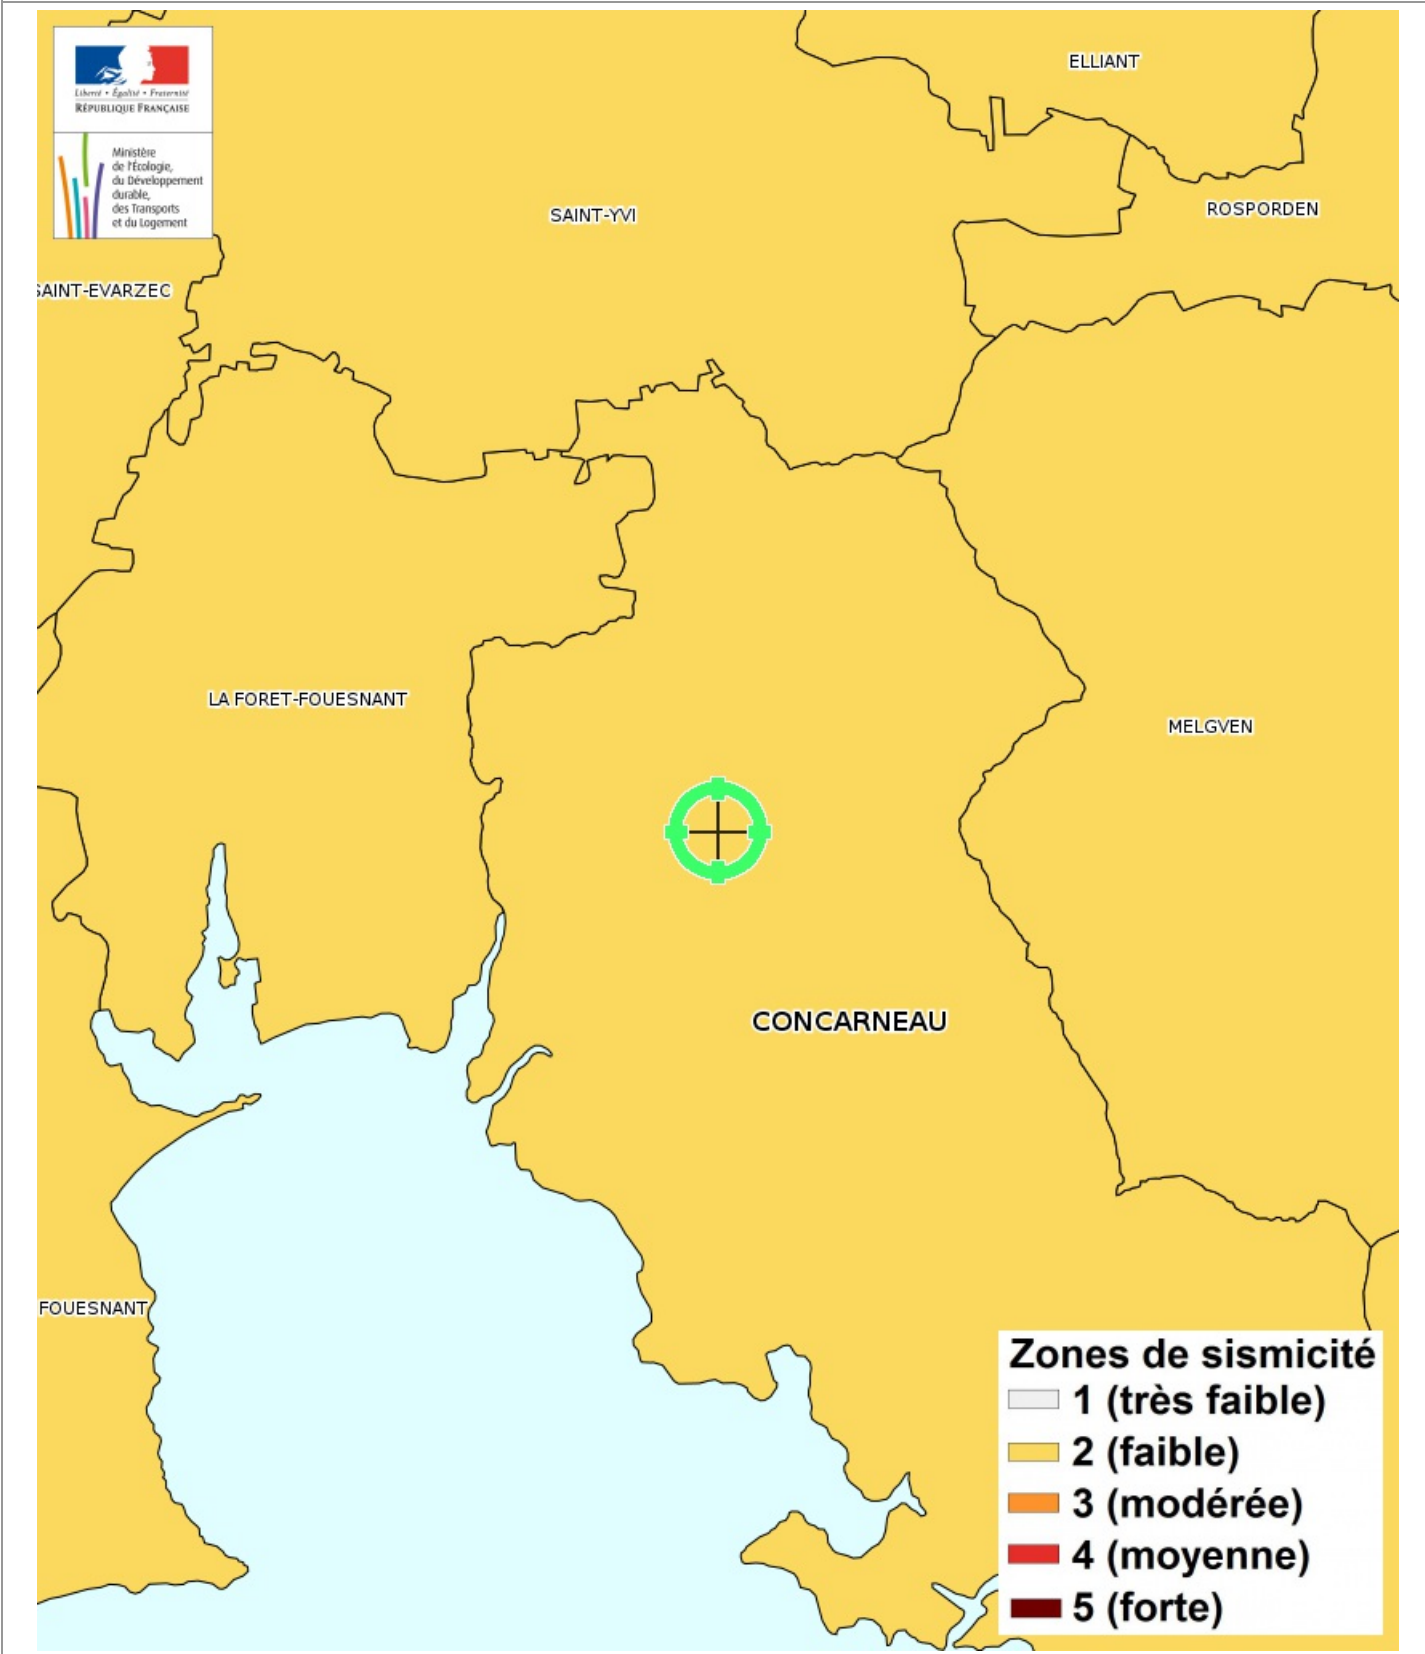 Liberté • Égalité • Fraternité
RÉPUBLIQUE FRANÇAISE
Ministère
de l'Écologie,
du Développement
durable,
des Transports
et du Logement
ELLIANT
SAINT-YVI
ROSPORDEN
SAINT-EVARZEC
LA FORET-FOUESNANT
MELGVEN
CONCARNEAU
FOUESNANT
Zones de sismicité
1 (très faible)
2 (faible)
3 (modérée)
4 (moyenne)
5 (forte)